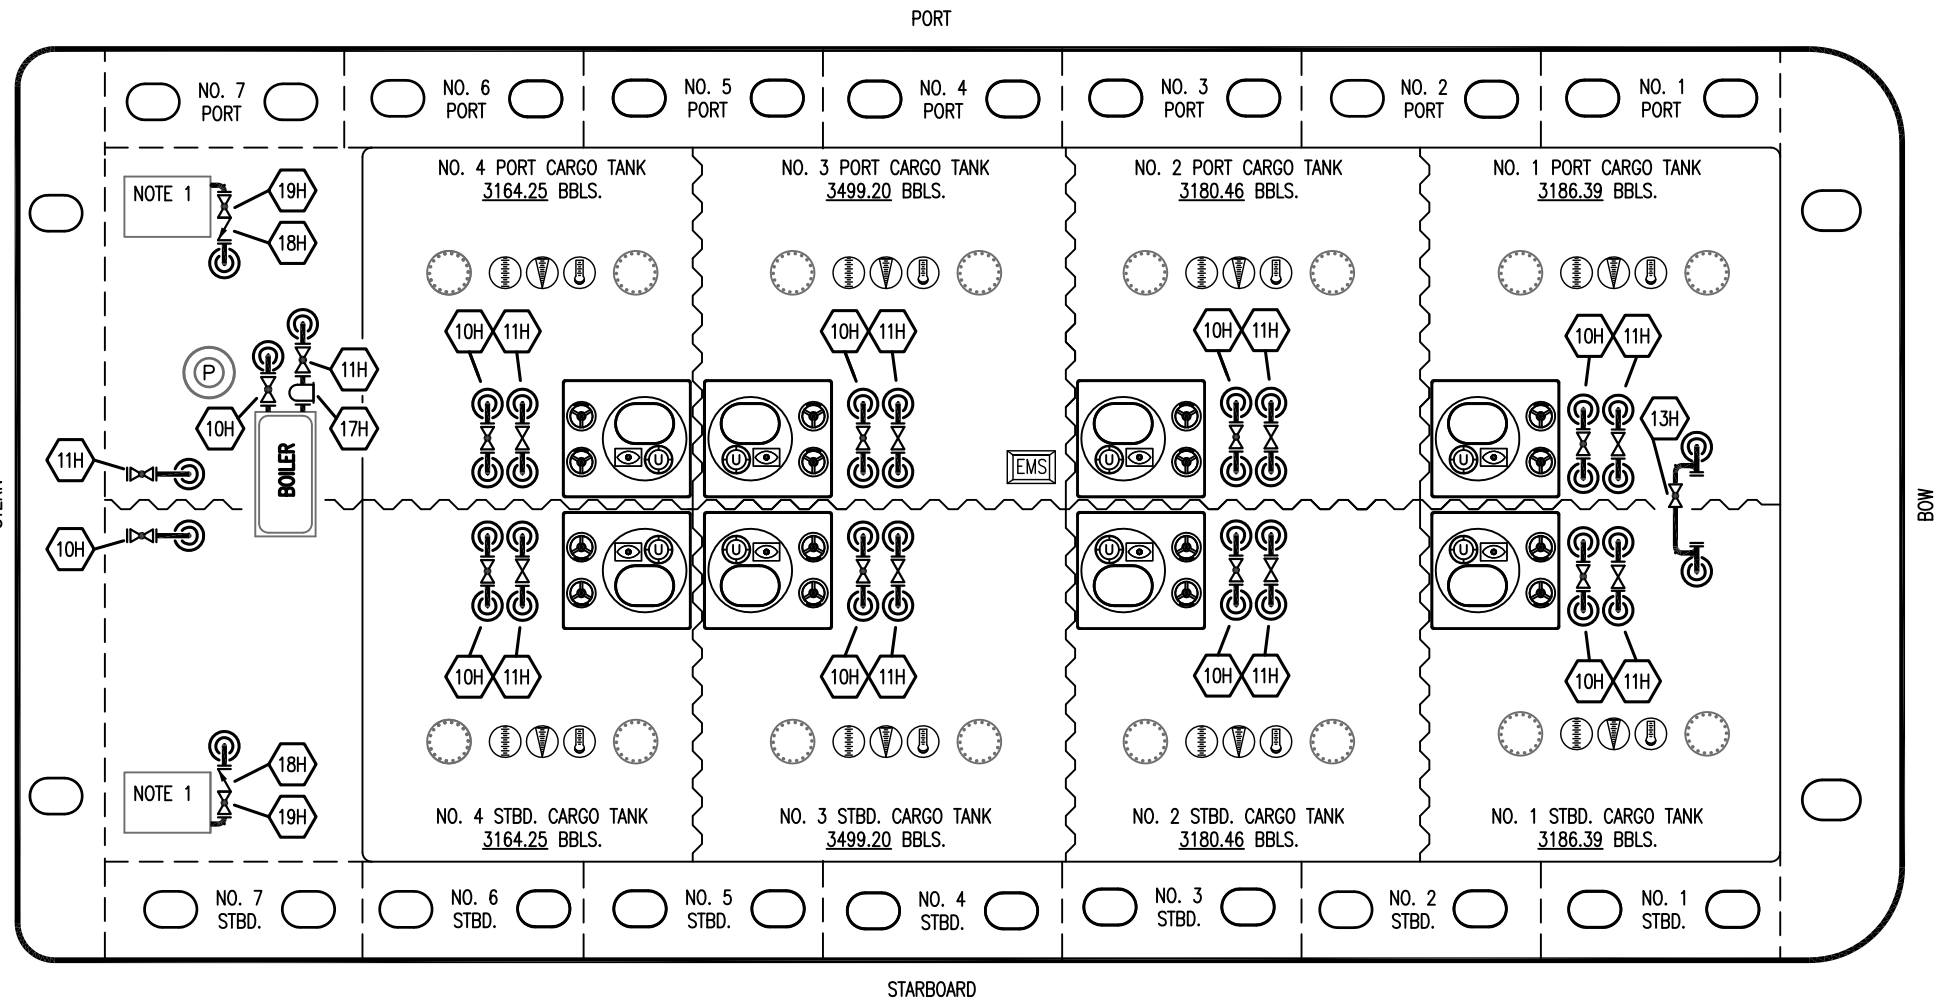 PORT
NO. 7
PORT
NO. 6
PORT
NO. 5
PORT
NO. 4
PORT
NO. 3
PORT
NO. 2
PORT
NO. 1
PORT
NO. 4 PORT CARGO TANK
3164.25 BBLS.
NO. 3 PORT CARGO TANK
3499.20 BBLS.
NO. 2 PORT CARGO TANK
3180.46 BBLS.
NO. 1 PORT CARGO TANK
3186.39 BBLS.
NOTE 1
19H
18H
10H
11H
10H
11H
10H
11H
10H
11H
P
11H
10H
17H
13H
BOILER
11H
U
U
U
U
EMS
BOW
10H
U
U
U
U
10H
11H
10H
11H
10H
11H
10H
11H
18H
NOTE 1
19H
NO. 4 STBD. CARGO TANK
3164.25 BBLS.
NO. 3 STBD. CARGO TANK
3499.20 BBLS.
NO. 2 STBD. CARGO TANK
3180.46 BBLS.
NO. 1 STBD. CARGO TANK
3186.39 BBLS.
NO. 7
STBD.
NO. 6
STBD.
NO. 5
STBD.
NO. 4
STBD.
NO. 3
STBD.
NO. 2
STBD.
NO. 1
STBD.
STARBOARD